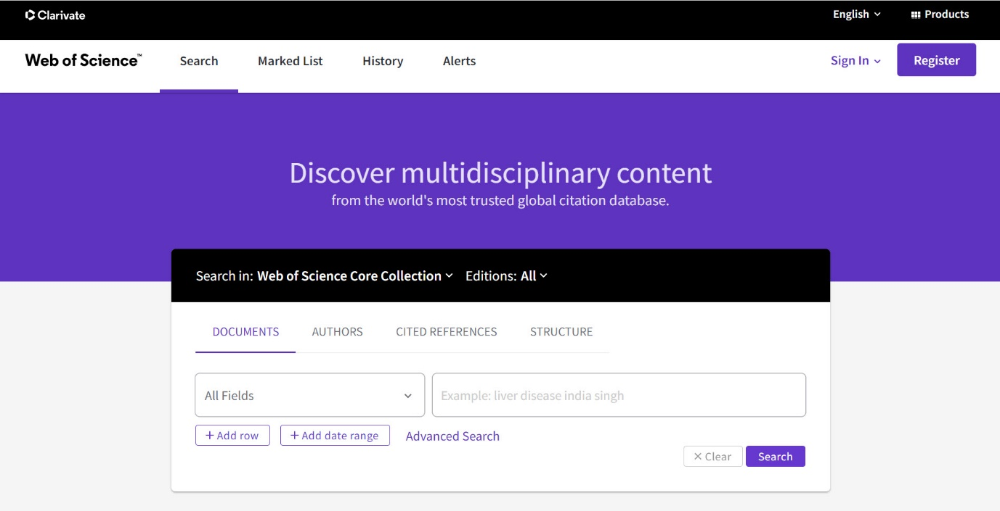 Clarivate
English
Products
Web of Science™
Search
Marked List
History
Alerts
Sign In
Register
Discover multidisciplinary content
from the world's most trusted global citation database.
Search in: Web of Science Core Collection Editions: All
DOCUMENTS
AUTHORS
CITED REFERENCES
STRUCTURE
All Fields
Example: liver disease india singh
+ Add row
+ Add date range
Advanced Search
× Clear
Search